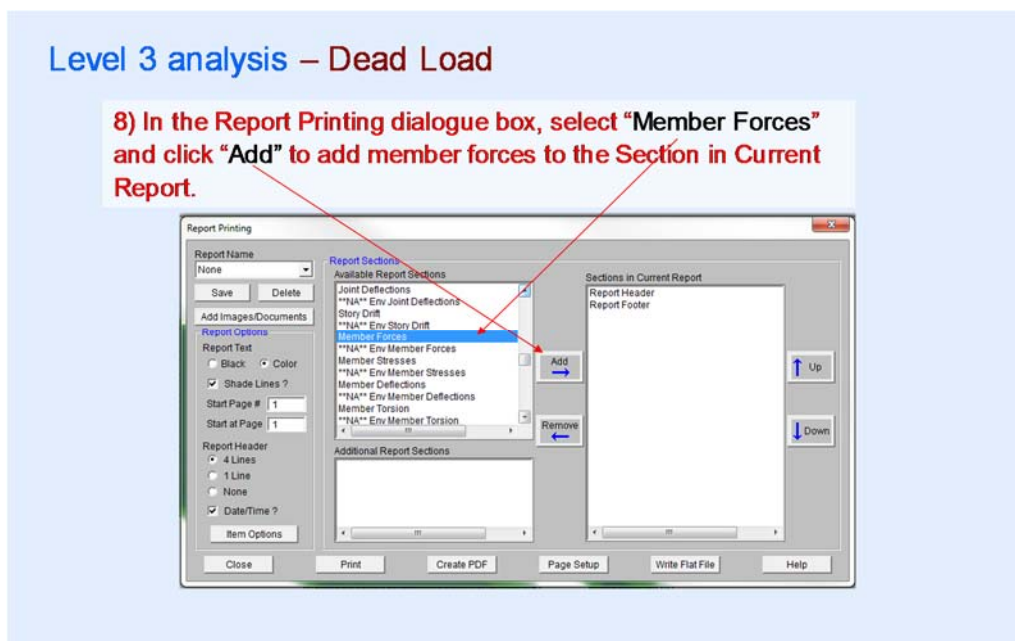 Level 3 analysis – Dead Load
8) In the Report Printing dialogue box, select “Member Forces”
and click “Add” to add member forces to the Section in Current
Report.
Report Printing
Report Name
None
Save Delete
Add Images/Documents
Report Options
Report Text
Black Color
Shade Lines ?
Start Page # 1
Start at Page 1
Report Header
4 Lines
1 Line
None
Date/Time ?
Item Options
Report Sections
Available Report Sections
Joint Deflections
**NA** Env Joint Deflections
Story Drift
**NA** Env Story Drift
Member Forces
**NA** Env Member Forces
Member Stresses
**NA** Env Member Stresses
Member Deflections
**NA** Env Member Deflections
Member Torsion
**NA** Env Member Torsion
Additional Report Sections
Add
Remove
Sections in Current Report
Report Header
Report Footer
Up
Down
Close Print Create PDF Page Setup Write Flat File Help